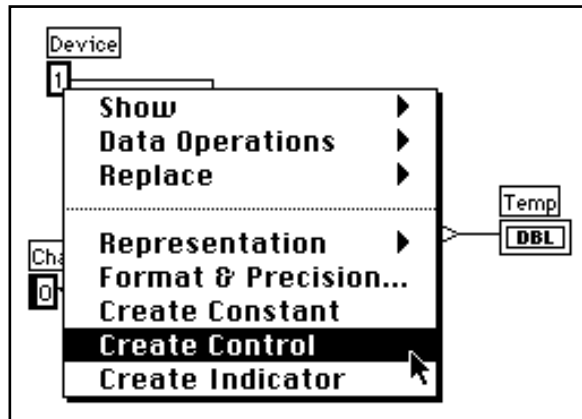 Device
1
Show
Data Operations
Replace
Temp
DBL
Representation
Format & Precision...
Create Constant
Create Control
Create Indicator
0